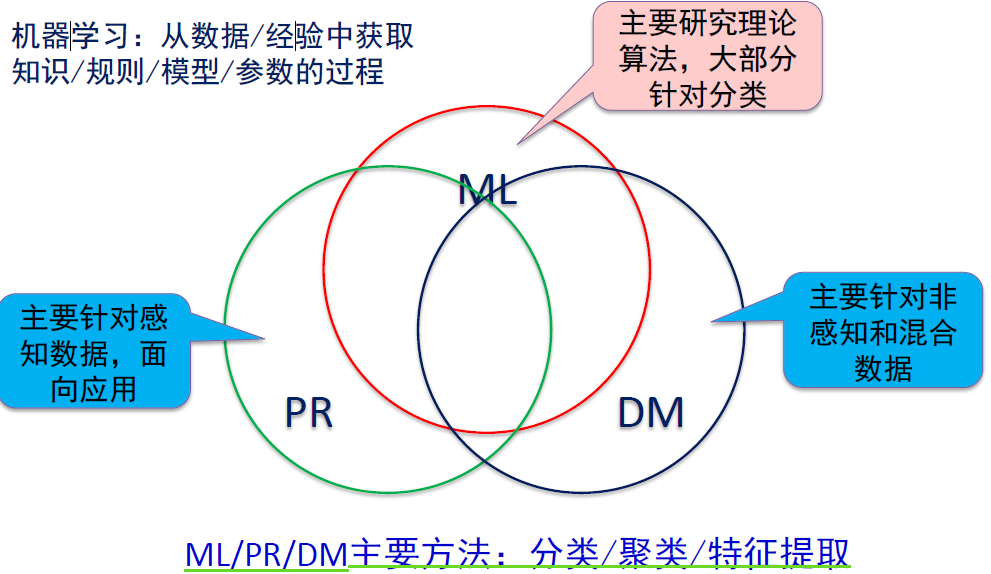 机器学习：从数据/经验中获取
知识/规则/模型/参数的过程
主要研究理论
算法，大部分
针对分类
ML
主要针对感
知数据，面
向应用
主要针对非
感知和混合
数据
PR
DM
ML/PR/DM主要方法：分类/聚类/特征提取